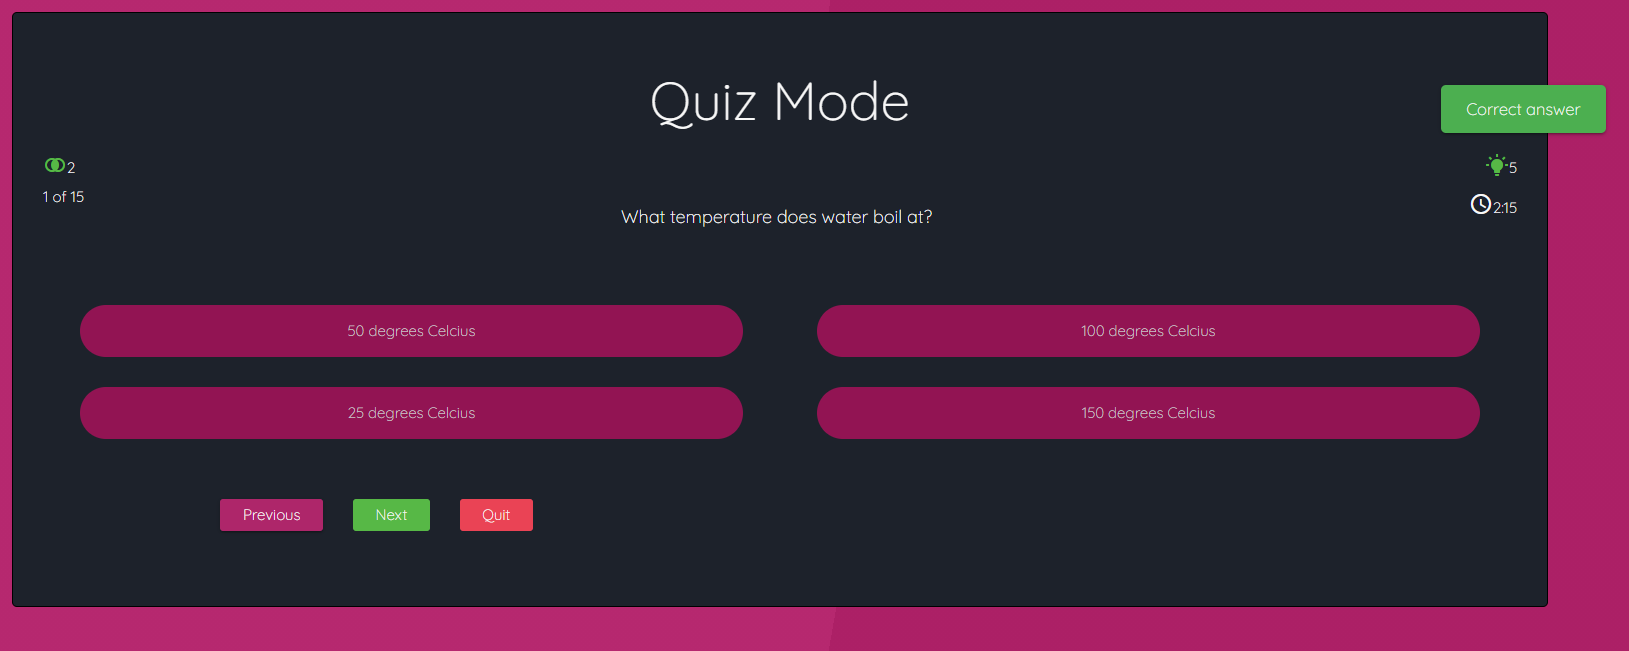 Quiz Mode
Correct answer
2
5
1 of 15
2:15
What temperature does water boil at?
50 degrees Celcius
100 degrees Celcius
25 degrees Celcius
150 degrees Celcius
Previous
Next
Quit